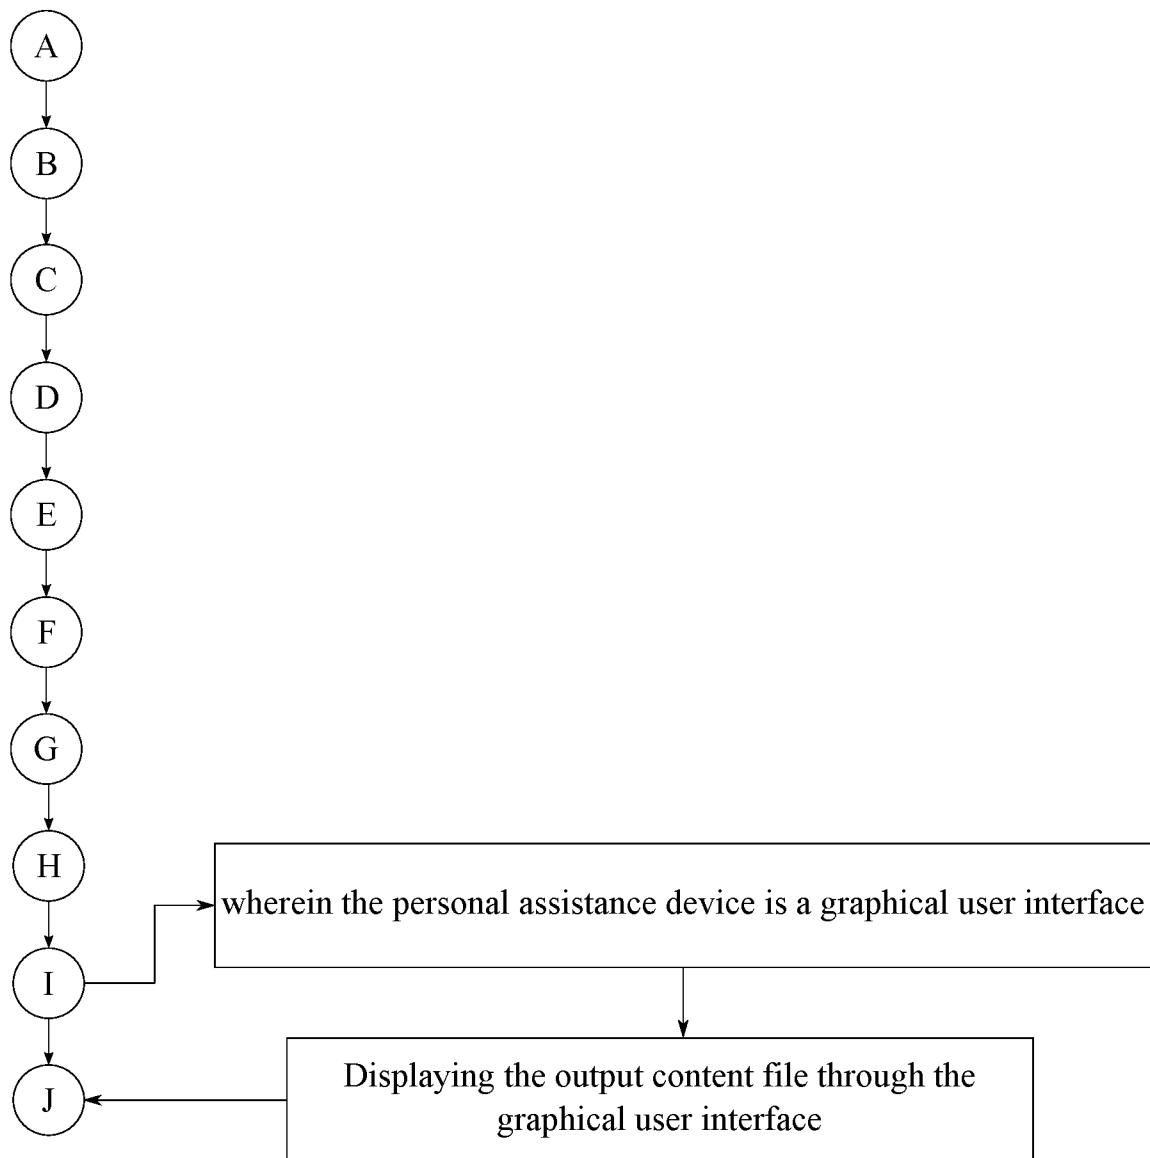 A
B
C
D
E
F
G
H
wherein the personal assistance device is a graphical user interface
I
Displaying the output content file through the
graphical user interface
J